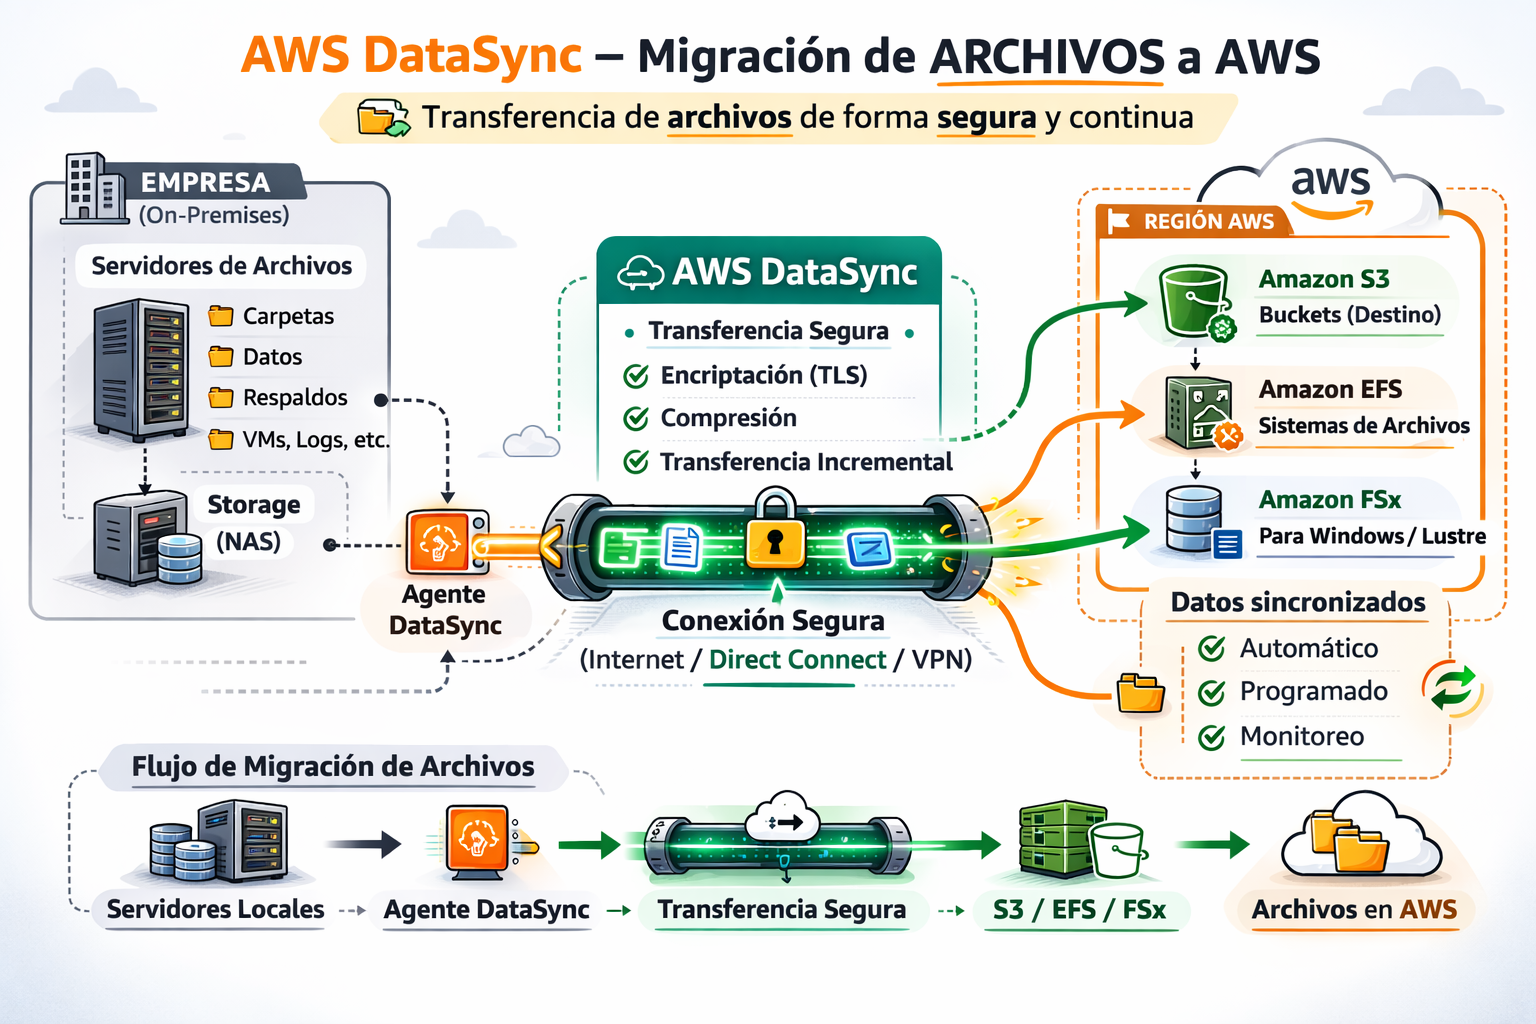 AWS DataSync – Migración de ARCHIVOS a AWS
Transferencia de archivos de forma segura y continua
EMPRESA
(On-Premises)
Servidores de Archivos
Carpetas
Datos
Respaldos
VMs, Logs, etc.
Storage
(NAS)
Agente
DataSync
AWS DataSync
• Transferencia Segura •
Encriptación (TLS)
Compresión
Transferencia Incremental
Conexión Segura
(Internet / Direct Connect / VPN)
aws
REGIÓN AWS
Amazon S3
Buckets (Destino)
Amazon EFS
Sistemas de Archivos
Amazon FSx
Para Windows / Lustre
Datos sincronizados
Automático
Programado
Monitoreo
Flujo de Migración de Archivos
Servidores Locales
Agente DataSync
Transferencia Segura
S3 / EFS / FSx
Archivos en AWS